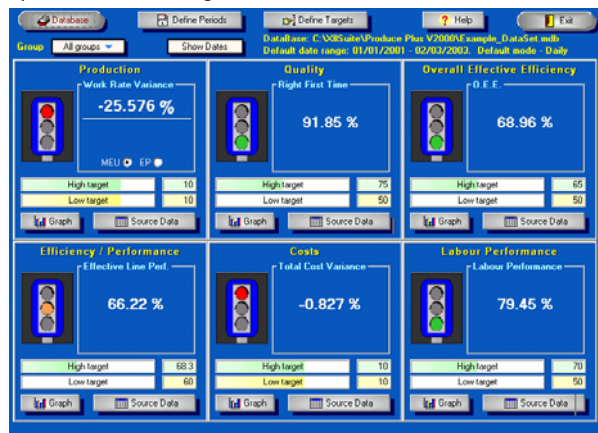 Database
Define Periods
Define Targets
? Help
Exit
Group
All groups
Show Dates
DataBase: C:\XIISuite\Produce Plus V2000\Example_DataSet.mdb
Default date range: 01/01/2001 - 02/03/2003. Default mode - Daily
Production
Work Rate Variance
-25.576 %
MEU EP
High target 10
Low target 10
Graph Source Data
Quality
Right First Time
91.85 %
High target 75
Low target 50
Graph Source Data
Overall Effective Efficiency
O.E.E.
68.96 %
High target 65
Low target 50
Graph Source Data
Efficiency / Performance
Effective Line Perf.
66.22 %
High target 68.3
Low target 60
Graph Source Data
Costs
Total Cost Variance
-0.827 %
High target 10
Low target 10
Graph Source Data
Labour Performance
Labour Performance
79.45 %
High target 70
Low target 50
Graph Source Data